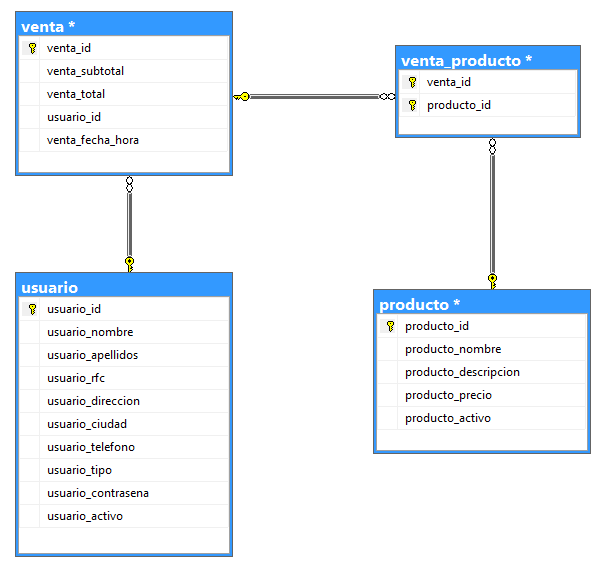 venta *
venta_id
venta_subtotal
venta_total
usuario_id
venta_fecha_hora
venta_producto *
venta_id
producto_id
usuario
usuario_id
usuario_nombre
usuario_apellidos
usuario_rfc
usuario_direccion
usuario_ciudad
usuario_telefono
usuario_tipo
usuario_contrasena
usuario_activo
producto *
producto_id
producto_nombre
producto_descripcion
producto_precio
producto_activo